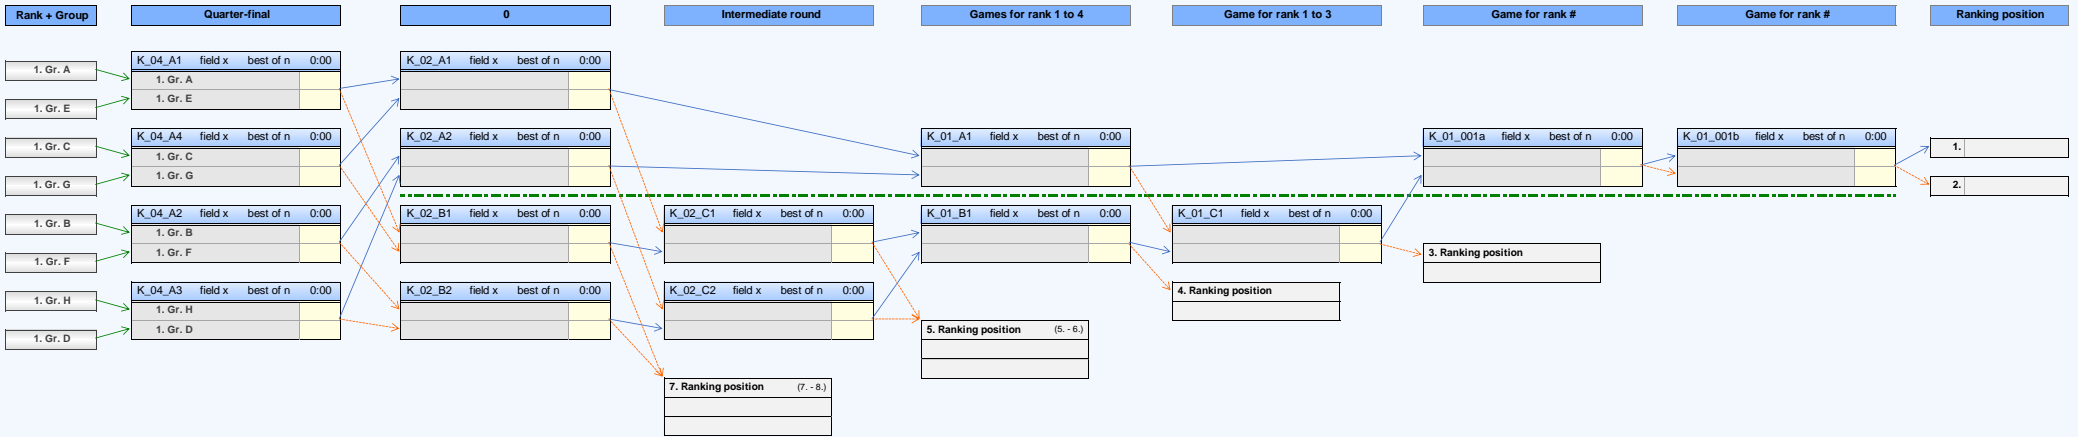 Rank + Group
Quarter-final
0
Intermediate round
Games for rank 1 to 4
Game for rank 1 to 3
Game for rank #
Game for rank #
Ranking position
1. Gr. A
1. Gr. E
1. Gr. C
1. Gr. G
1. Gr. B
1. Gr. F
1. Gr. H
1. Gr. D
K_04_A1 field x best of n 0:00
1. Gr. A
1. Gr. E
K_04_A4 field x best of n 0:00
1. Gr. C
1. Gr. G
K_04_A2 field x best of n 0:00
1. Gr. B
1. Gr. F
K_04_A3 field x best of n 0:00
1. Gr. H
1. Gr. D
K_02_A1 field x best of n 0:00
K_02_A2 field x best of n 0:00
K_02_B1 field x best of n 0:00
K_02_B2 field x best of n 0:00
K_02_C1 field x best of n 0:00
K_02_C2 field x best of n 0:00
7. Ranking position (7. - 8.)
K_01_A1 field x best of n 0:00
K_01_B1 field x best of n 0:00
5. Ranking position (5. - 6.)
K_01_C1 field x best of n 0:00
4. Ranking position
K_01_001a field x best of n 0:00
3. Ranking position
K_01_001b field x best of n 0:00
1.
2.